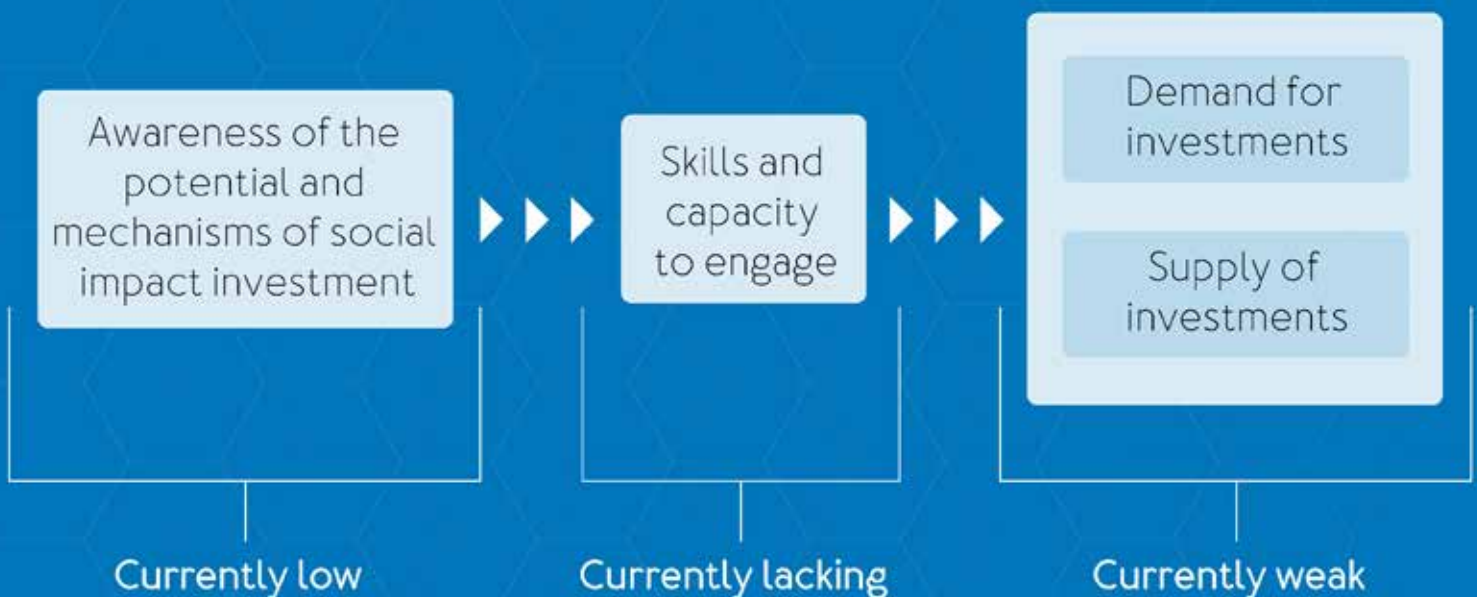 Awareness of the
potential and
mechanisms of social
impact investment
Skills and
capacity
to engage
Demand for
investments
Supply of
investments
Currently low
Currently lacking
Currently weak